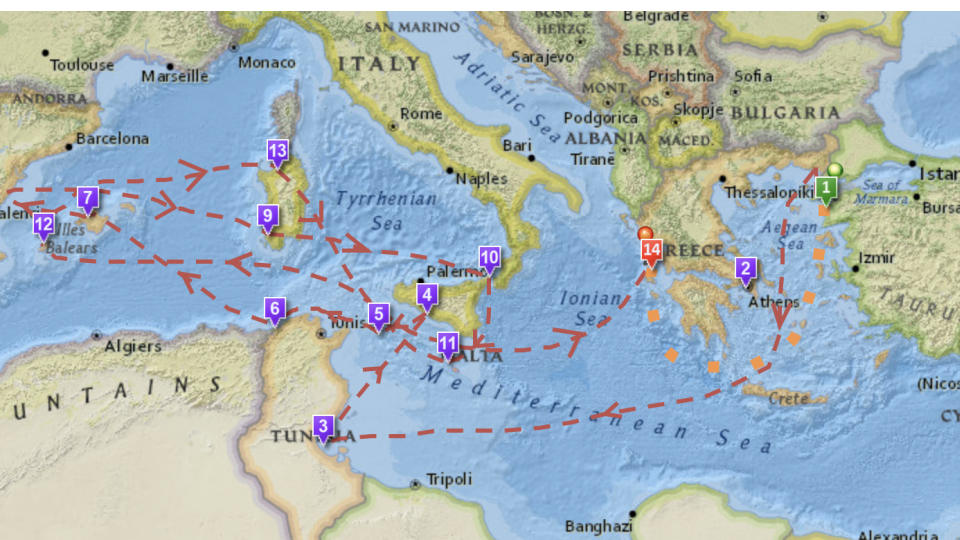 SAN MARINO
BOSN. &
HERZG.
Belgrade
Toulouse
Marseille
Monaco
ITALY
Adriatic Sea
Sarajevo
SERBIA
MONT.
Prishtina
KOS.
Sofia
ANDORRA
Barcelona
Rome
Podgorica
Skopje
BULGARIA
ALBANIA
MACED.
Bari
Tiranë
Naples
Thessaloniki
Istan
Sea of
Marmara
Bursa
13
7
12
9
10
4
5
6
11
3
14
2
1
Illes
Balears
Tyrrhenian
Sea
Aegean
Sea
GREECE
Izmir
Palermo
Athens
Ionian
Sea
TAURU
Tunis
Algiers
MALTA
Mediterranean Sea
Crete
(Nicos
CY
UNTAINS
TUNISIA
Tripoli
Banghazi
Alexandria